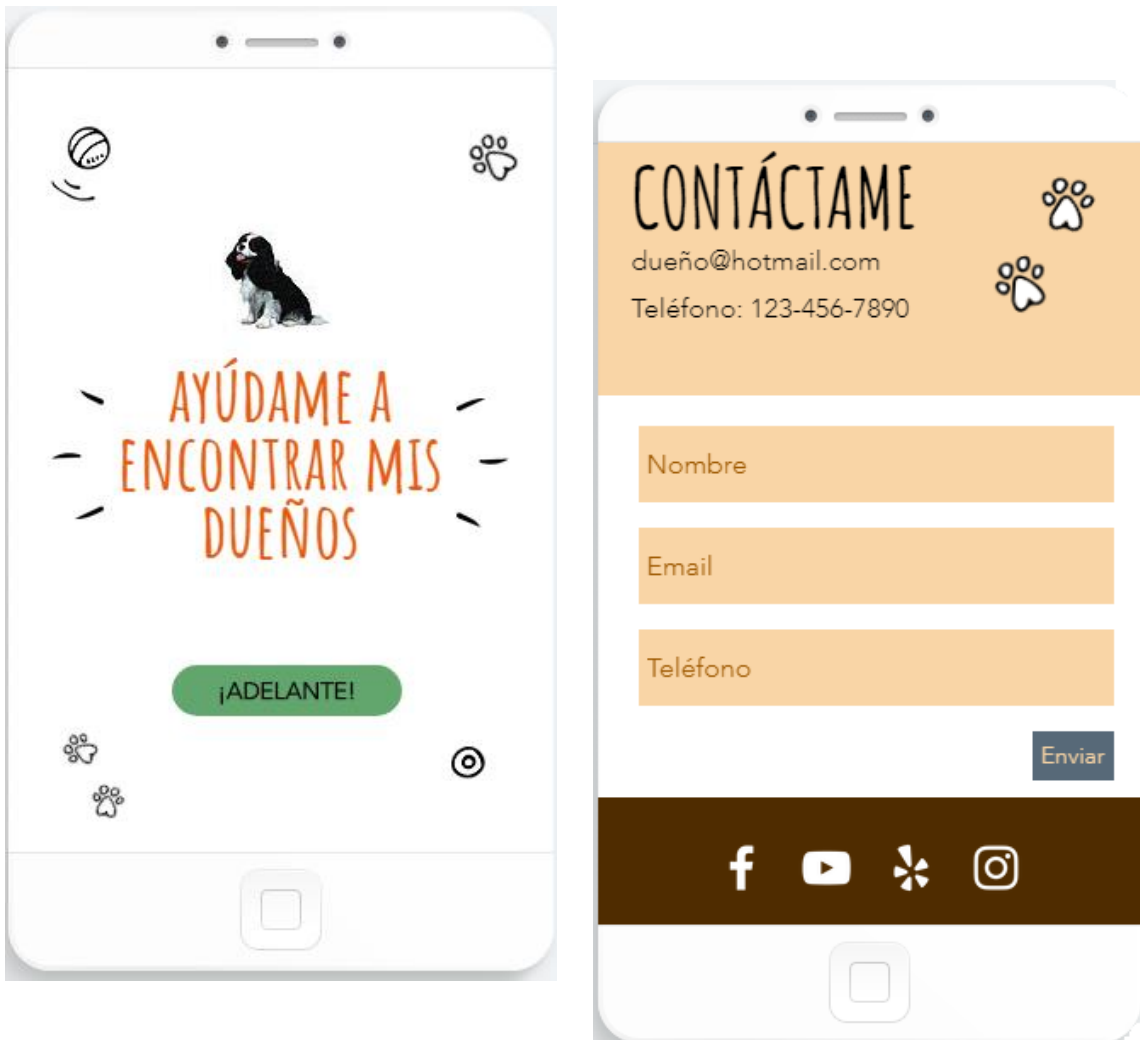 AYÚDAME A
ENCONTRAR MIS
DUEÑOS
¡ADELANTE!
CONTÁCTAME
dueño@hotmail.com
Teléfono: 123-456-7890
Nombre
Email
Teléfono
Enviar